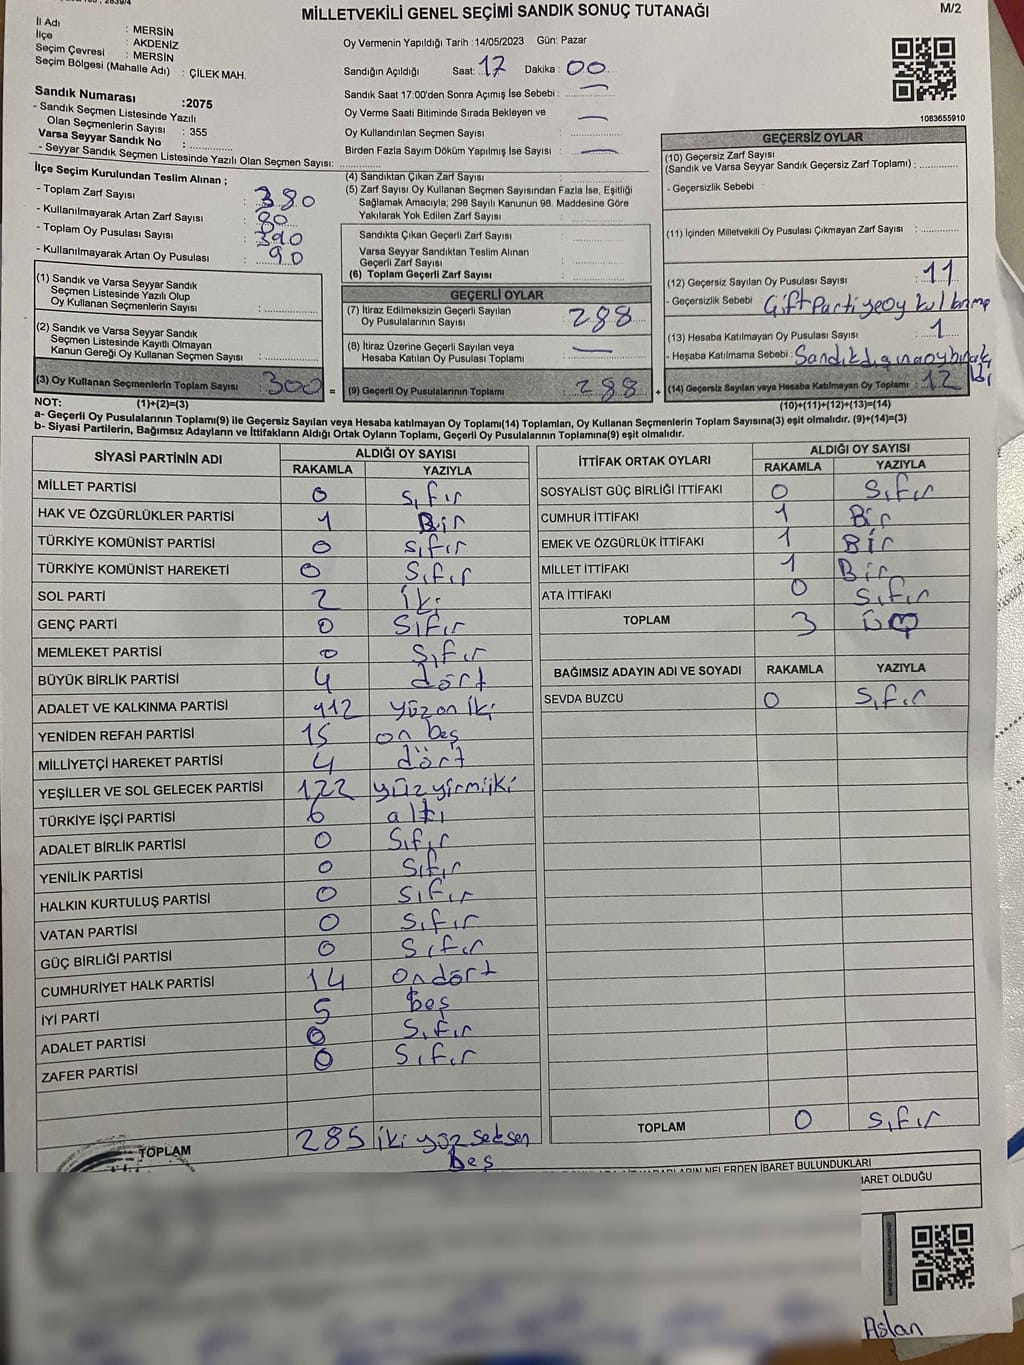 MİLLETVEKİLİ GENEL SEÇİMİ SANDIK SONUÇ TUTANAĞI
M/2
İl Adı : MERSİN
İlçe : AKDENİZ
Seçim Çevresi : MERSİN
Seçim Bölgesi (Mahalle Adı) : ÇİLEK MAH.
Sandık Numarası :2075
- Sandık Seçmen Listesinde Yazılı
Olan Seçmenlerin Sayısı : 355
Varsa Seyyar Sandık No :
- Seyyar Sandık Seçmen Listesinde Yazılı Olan Seçmen Sayısı:
Oy Vermenin Yapıldığı Tarih :14/05/2023 Gün: Pazar
Sandığın Açıldığı Saat: 17 Dakika : 00
Sandık Saat 17:00'den Sonra Açımış İse Sebebi : —
Oy Verme Saati Bitiminde Sırada Bekleyen ve
Oy Kullandırılan Seçmen Sayısı : —
Birden Fazla Sayım Döküm Yapılmış İse Sayısı : —
1083655910
İlçe Seçim Kurulundan Teslim Alınan ;
- Toplam Zarf Sayısı : 380
- Kullanılmayarak Artan Zarf Sayısı : 80
- Toplam Oy Pusulası Sayısı : 390
- Kullanılmayarak Artan Oy Pusulası : 90
(1) Sandık ve Varsa Seyyar Sandık
Seçmen Listesinde Yazılı Olup
Oy Kullanan Seçmenlerin Sayısı :
(2) Sandık ve Varsa Seyyar Sandık
Seçmen Listesinde Kayıtlı Olmayan
Kanun Gereği Oy Kullanan Seçmen Sayısı :
(3) Oy Kullanan Seçmenlerin Toplam Sayısı : 300 =
(4) Sandıktan Çıkan Zarf Sayısı :
(5) Zarf Sayısı Oy Kullanan Seçmen Sayısından Fazla İse, Eşitliği
Sağlamak Amacıyla; 298 Sayılı Kanunun 98. Maddesine Göre
Yakılarak Yok Edilen Zarf Sayısı :
Sandıkta Çıkan Geçerli Zarf Sayısı :
Varsa Seyyar Sandıktan Teslim Alınan
Geçerli Zarf Sayısı :
(6) Toplam Geçerli Zarf Sayısı :
GEÇERLİ OYLAR
(7) İtiraz Edilmeksizin Geçerli Sayılan
Oy Pusulalarının Sayısı : 288
(8) İtiraz Üzerine Geçerli Sayılan veya
Hesaba Katılan Oy Pusulası Toplamı : —
(9) Geçerli Oy Pusulalarının Toplamı : 288 +
GEÇERSİZ OYLAR
(10) Geçersiz Zarf Sayısı
(Sandık ve Varsa Seyyar Sandık Geçersiz Zarf Toplamı) :
- Geçersizlik Sebebi :
(11) İçinden Milletvekili Oy Pusulası Çıkmayan Zarf Sayısı :
(12) Geçersiz Sayılan Oy Pusulası Sayısı : 11
- Geçersizlik Sebebi : Çift Partiye oy
(13) Hesaba Katılmayan Oy Pusulası Sayısı : 1
- Hesaba Katılmama Sebebi : Sandık dışına oy
(14) Geçersiz Sayılan veya Hesaba Katılmayan Oy Toplamı : 12
NOT: (1)+(2)=(3)
(10)+(11)+(12)+(13)=(14)
a- Geçerli Oy Pusulalarının Toplamı(9) ile Geçersiz Sayılan veya Hesaba katılmayan Oy Toplamı(14) Toplamları, Oy Kullanan Seçmenlerin Toplam Sayısına(3) eşit olmalıdır. (9)+(14)=(3)
b- Siyasi Partilerin, Bağımsız Adayların ve İttifakların Aldığı Ortak Oyların Toplamı, Geçerli Oy Pusulalarının Toplamına(9) eşit olmalıdır.
SİYASİ PARTİNİN ADI
ALDIĞI OY SAYISI
RAKAMLA YAZIYLA
MİLLET PARTİSİ 0 sıfır
HAK VE ÖZGÜRLÜKLER PARTİSİ 1 Bir
TÜRKİYE KOMÜNİST PARTİSİ 0 sıfır
TÜRKİYE KOMÜNİST HAREKETİ 0 Sıfır
SOL PARTİ 2 İki
GENÇ PARTİ 0 Sıfır
MEMLEKET PARTİSİ 0 Sıfır
BÜYÜK BİRLİK PARTİSİ 4 dört
ADALET VE KALKINMA PARTİSİ 112 yüzoniki
YENİDEN REFAH PARTİSİ 15 on beş
MİLLİYETÇİ HAREKET PARTİSİ 4 dört
YEŞİLLER VE SOL GELECEK PARTİSİ 122 yüzyirmiiki
TÜRKİYE İŞÇİ PARTİSİ 6 altı
ADALET BİRLİK PARTİSİ 0 Sıfır
YENİLİK PARTİSİ 0 Sıfır
HALKIN KURTULUŞ PARTİSİ 0 Sıfır
VATAN PARTİSİ 0 Sıfır
GÜÇ BİRLİĞİ PARTİSİ 0 Sıfır
CUMHURİYET HALK PARTİSİ 14 ondört
İYİ PARTİ 5 Beş
ADALET PARTİSİ 0 Sıfır
ZAFER PARTİSİ 0 Sıfır
TOPLAM 285 İki yüz seksen
beş
İTTİFAK ORTAK OYLARI
ALDIĞI OY SAYISI
RAKAMLA YAZIYLA
SOSYALİST GÜÇ BİRLİĞİ İTTİFAKI 0 Sıfır
CUMHUR İTTİFAKI 1 Bir
EMEK VE ÖZGÜRLÜK İTTİFAKI 1 Bir
MİLLET İTTİFAKI 1 Bir
ATA İTTİFAKI 0 Sıfır
TOPLAM 3
BAĞIMSIZ ADAYIN ADI VE SOYADI RAKAMLA YAZIYLA
SEVDA BUZCU 0 Sıfır
TOPLAM 0 Sıfır
NELERDEN İBARET BULUNDUKLARI
OLDUĞU
Aslan